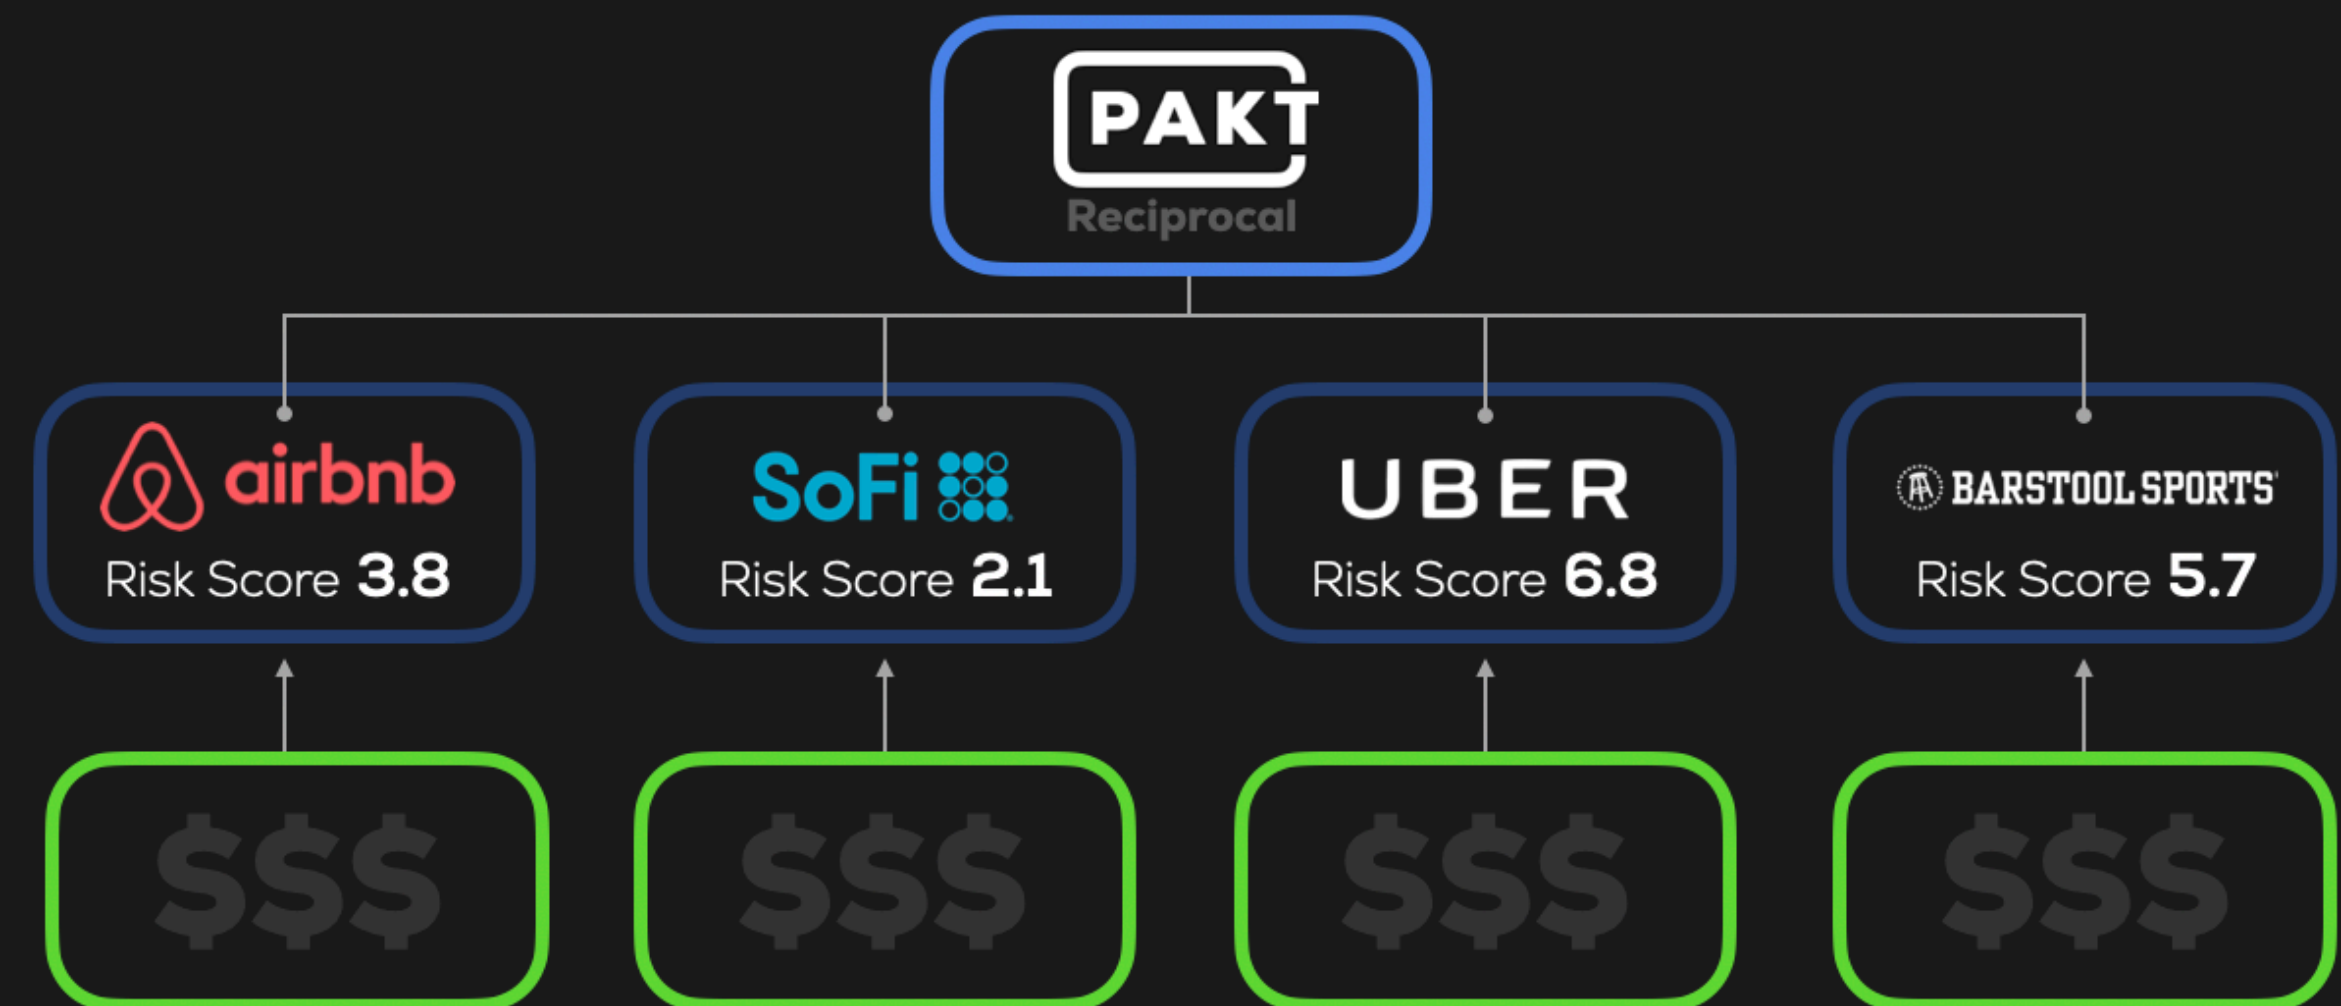 PAKT
Reciprocal
airbnb
SoFi
UBER
BARSTOOL SPORTS
Risk Score 3.8
Risk Score 2.1
Risk Score 6.8
Risk Score 5.7
$$$
$$$
$$$
$$$